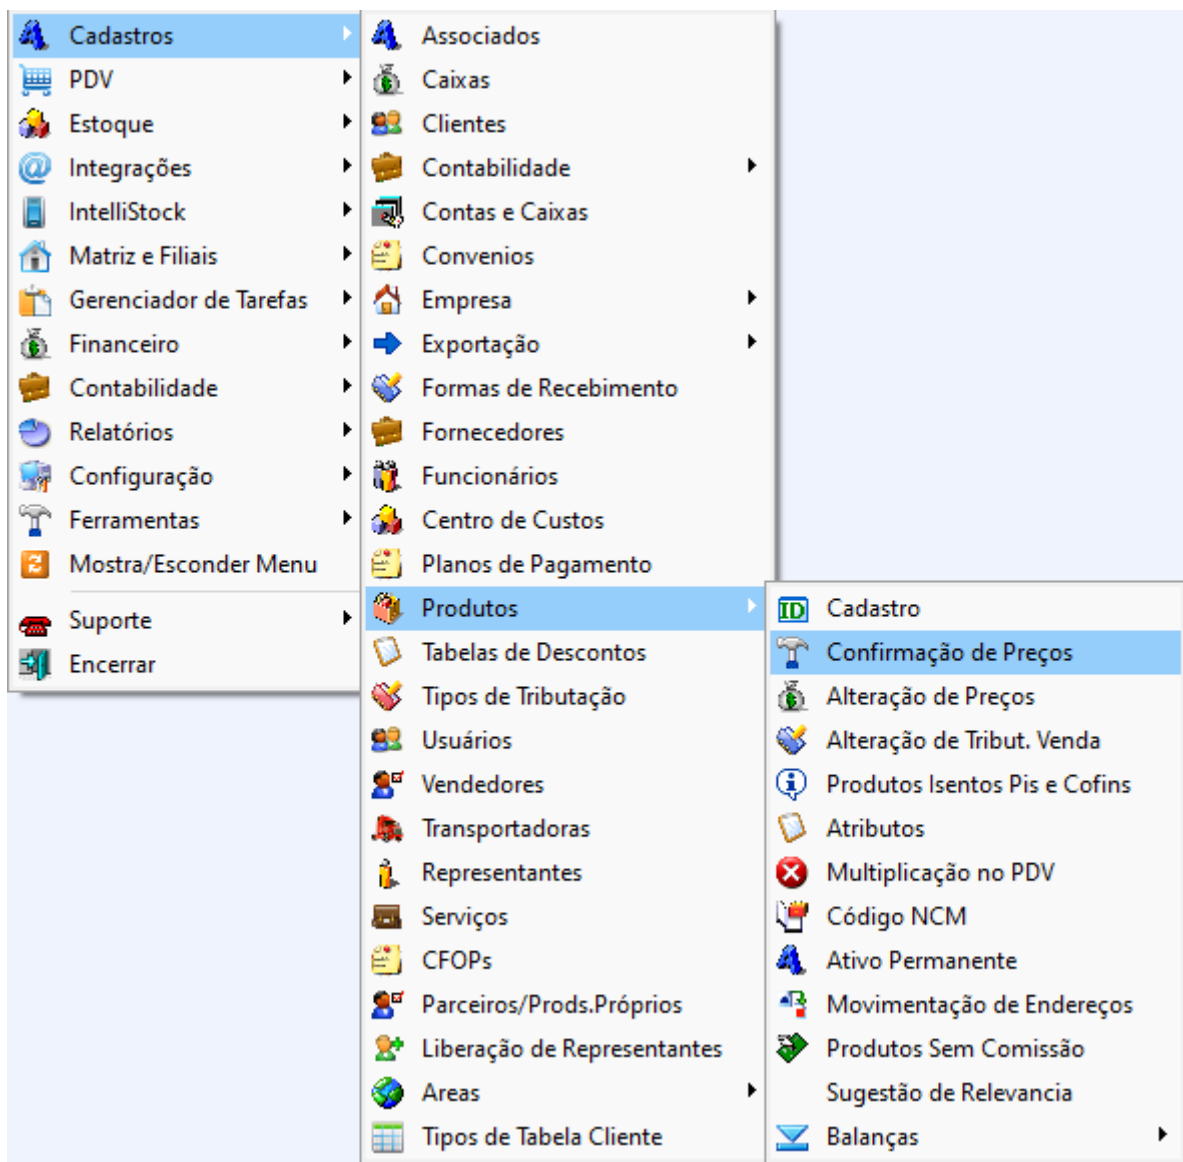 Cadastros
PDV
Estoque
Integrações
IntelliStock
Matriz e Filiais
Gerenciador de Tarefas
Financeiro
Contabilidade
Relatórios
Configuração
Ferramentas
Mostra/Esconder Menu
Suporte
Encerrar
Associados
Caixas
Clientes
Contabilidade
Contas e Caixas
Convenios
Empresa
Exportação
Formas de Recebimento
Fornecedores
Funcionários
Centro de Custos
Planos de Pagamento
Produtos
Tabelas de Descontos
Tipos de Tributação
Usuários
Vendedores
Transportadoras
Representantes
Serviços
CFOPs
Parceiros/Prods.Próprios
Liberação de Representantes
Areas
Tipos de Tabela Cliente
ID Cadastro
Confirmação de Preços
Alteração de Preços
Alteração de Tribut. Venda
Produtos Isentos Pis e Cofins
Atributos
Multiplicação no PDV
Código NCM
Ativo Permanente
Movimentação de Endereços
Produtos Sem Comissão
Sugestão de Relevancia
Balanças